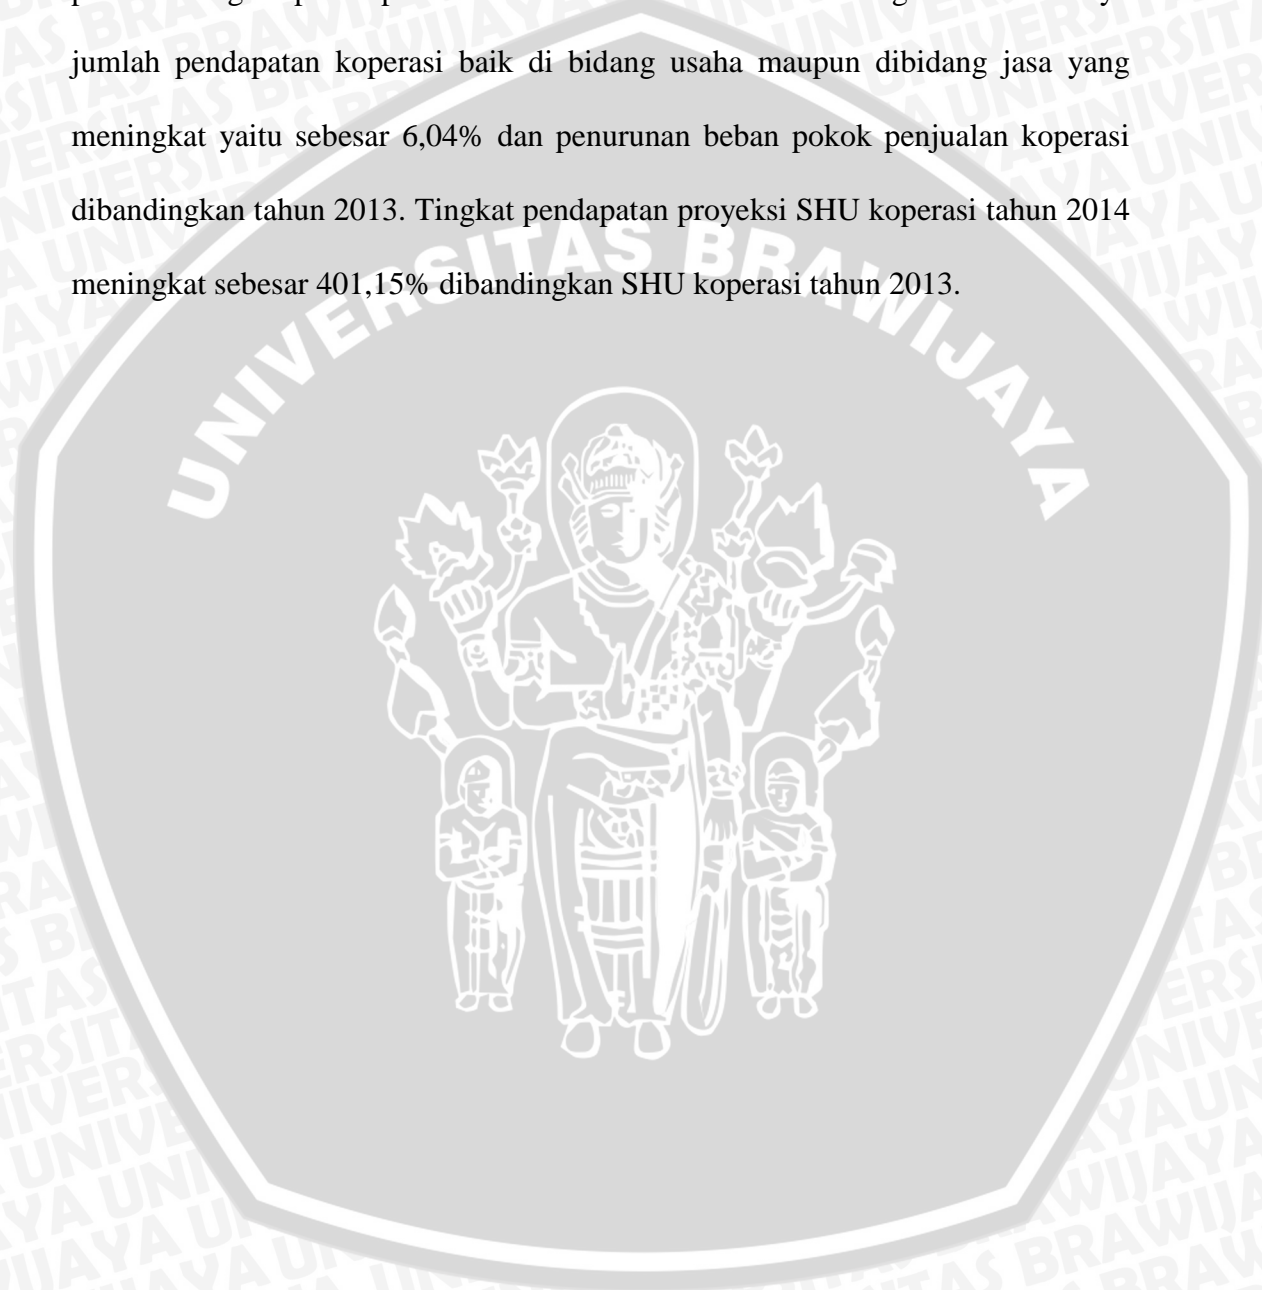 jumlah pendapatan koperasi baik di bidang usaha maupun dibidang jasa yang
meningkat yaitu sebesar 6,04% dan penurunan beban pokok penjualan koperasi
dibandingkan tahun 2013. Tingkat pendapatan proyeksi SHU koperasi tahun 2014
meningkat sebesar 401,15% dibandingkan SHU koperasi tahun 2013.
UNIVERSITAS BRAWIJAYA